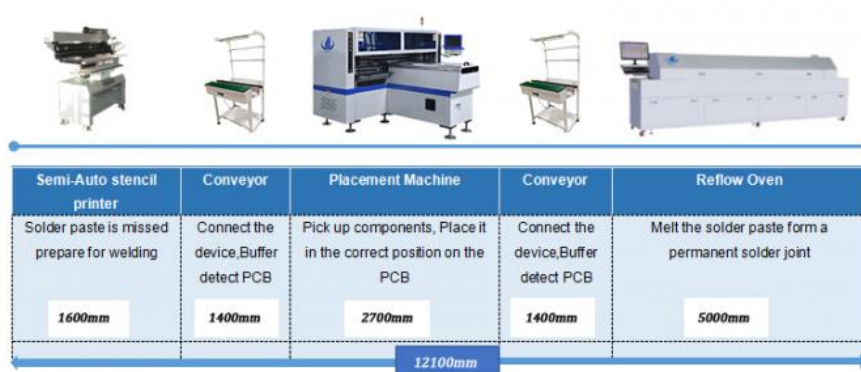 Semi-Auto stencil printer
Conveyor
Placement Machine
Conveyor
Reflow Oven
Solder paste is missed prepare for welding
Connect the device,Buffer detect PCB
Pick up components, Place it in the correct position on the PCB
Connect the device,Buffer detect PCB
Melt the solder paste form a permanent solder joint
1600mm
1400mm
2700mm
1400mm
5000mm
12100mm